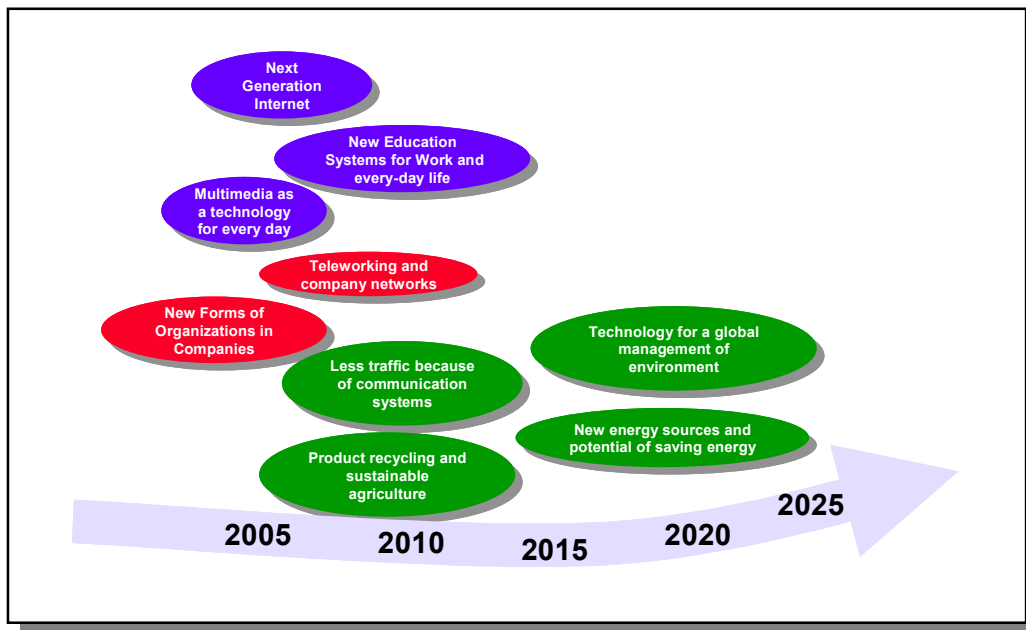 Next
Generation
Internet
New Education
Systems for Work and
every-day life
Multimedia as
a technology
for every day
Teleworking and
company networks
New Forms of
Organizations in
Companies
Technology for a global
management of
environment
Less traffic because
of communication
systems
New energy sources and
potential of saving energy
Product recycling and
sustainable
agriculture
2005
2010
2015
2020
2025